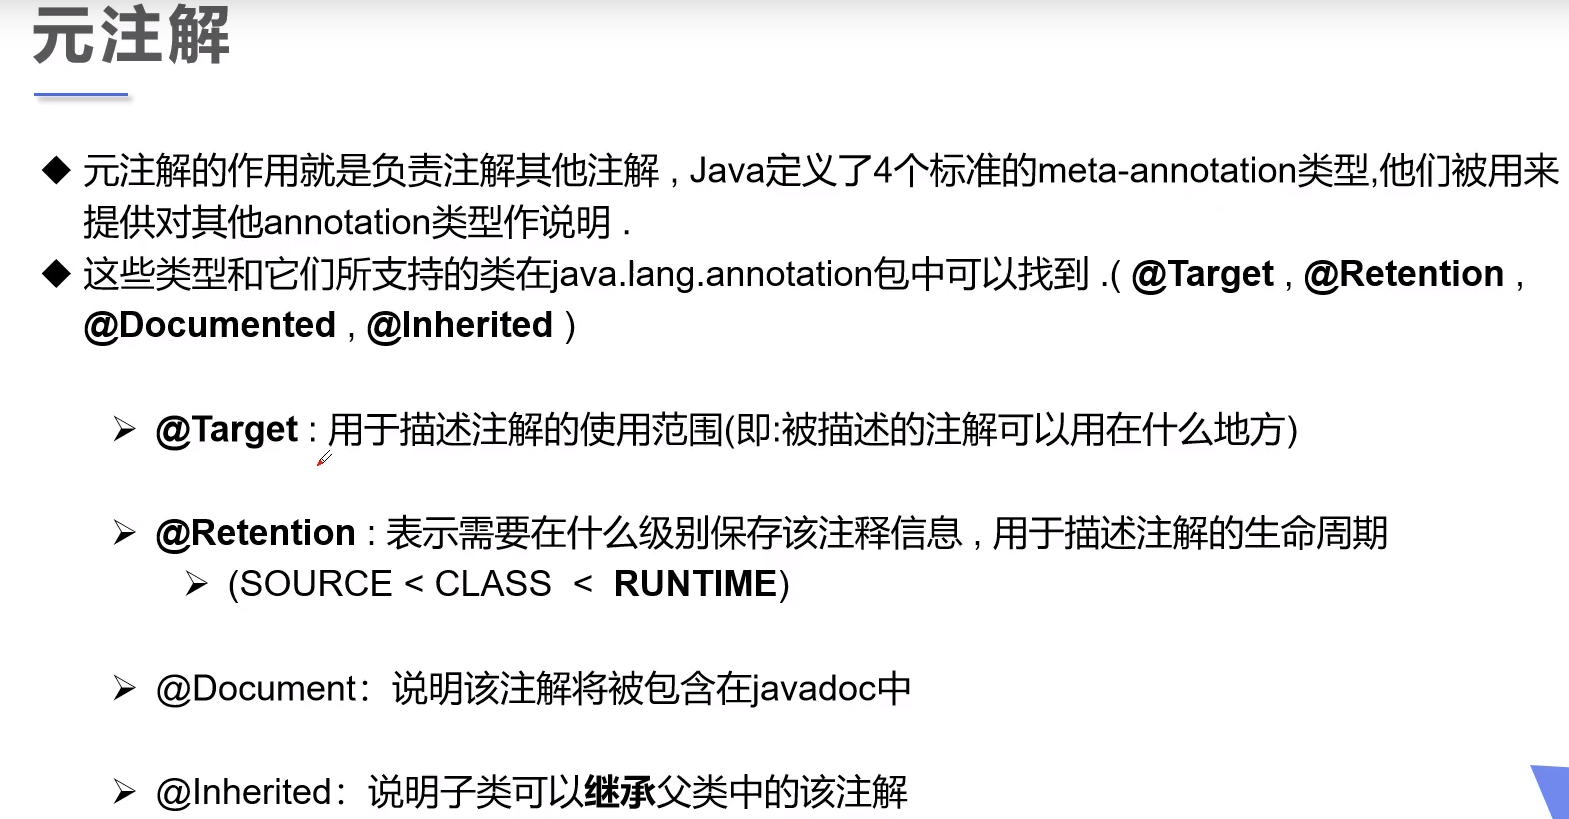 元注解
◆ 元注解的作用就是负责注解其他注解 , Java定义了4个标准的meta-annotation类型,他们被用来
提供对其他annotation类型作说明 .
◆ 这些类型和它们所支持的类在java.lang.annotation包中可以找到 .( @Target , @Retention ,
@Documented , @Inherited )
➢ @Target : 用于描述注解的使用范围(即:被描述的注解可以用在什么地方)
➢ @Retention : 表示需要在什么级别保存该注释信息 , 用于描述注解的生命周期
➢ (SOURCE < CLASS < RUNTIME)
➢ @Document：说明该注解将被包含在javadoc中
➢ @Inherited：说明子类可以继承父类中的该注解